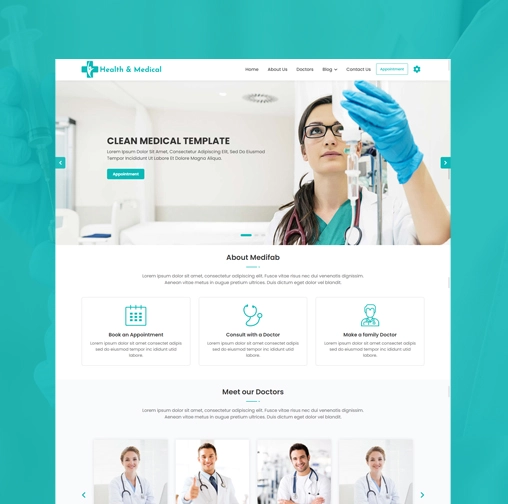 Health & Medical
Home About Us Doctors Blog Contact Us Appointment
CLEAN MEDICAL TEMPLATE
Lorem Ipsum Dolor Sit Amet, Consectetur Adipiscing Elit, Sed Do Eiusmod
Tempor Incididunt Ut Labore Et Dolore Magna Aliqua.
Appointment
About Medifab
Lorem ipsum dolor sit amet, consectetur adipiscing elit. Fusce vitae risus nec dui venenatis dignissim.
Aenean vitae metus in augue pretium ultrices. Duis dictum eget dolor vel blandit.
Book an Appointment
Lorem ipsum dolor sit amet consectet adipis
sed do eiusmod tempor inc ididunt utlal
labore.
Consult with a Doctor
Lorem ipsum dolor sit amet consectet adipis
sed do eiusmod tempor inc ididunt utlal
labore.
Make a family Doctor
Lorem ipsum dolor sit amet consectet adipis
sed do eiusmod tempor inc ididunt utlal
labore.
Meet our Doctors
Lorem ipsum dolor sit amet, consectetur adipiscing elit. Fusce vitae risus nec dui venenatis dignissim.
Aenean vitae metus in augue pretium ultrices. Duis dictum eget dolor vel blandit.